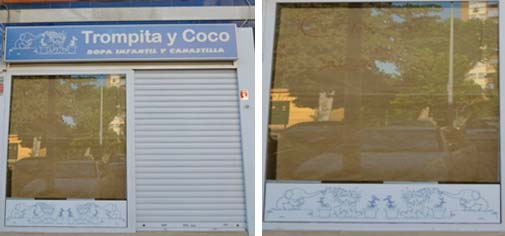 Trompita y Coco
ROPA INFANTIL Y CANASTILLA